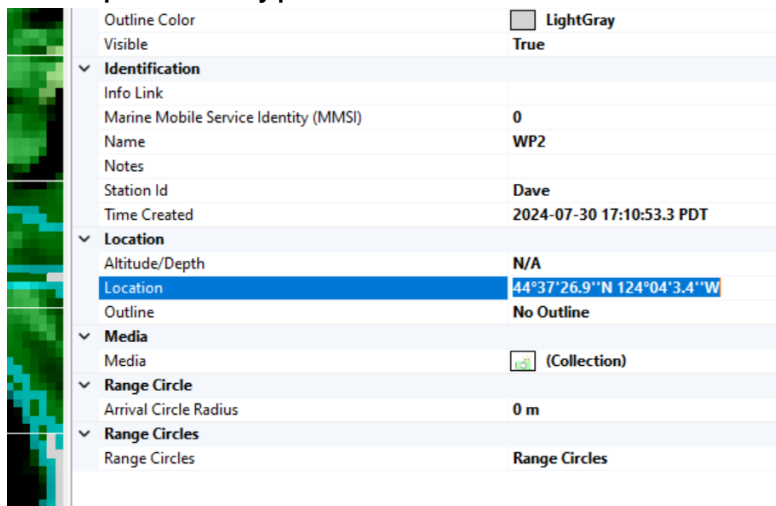 Outline Color LightGray
Visible True
Identification
Info Link
Marine Mobile Service Identity (MMSI) 0
Name WP2
Notes
Station Id Dave
Time Created 2024-07-30 17:10:53.3 PDT
Location
Altitude/Depth N/A
Location 44°37'26.9''N 124°04'3.4''W
Outline No Outline
Media
Media (Collection)
Range Circle
Arrival Circle Radius 0 m
Range Circles
Range Circles Range Circles